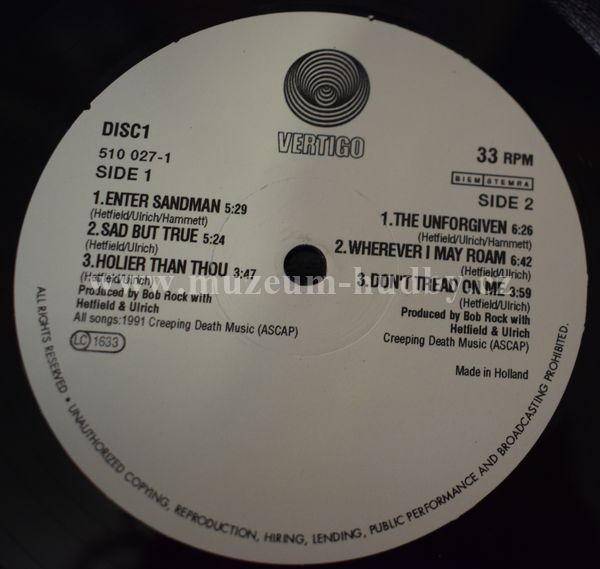 VERTIGO
DISC1
510 027-1
SIDE 1
1.ENTER SANDMAN 5:29
(Hetfield/Ulrich/Hammett)
2.SAD BUT TRUE 5:24
(Hetfield/Ulrich)
3.HOLIER THAN THOU 3:47
(Hetfield/Ulrich)
Produced by Bob Rock with
Hetfield & Ulrich
All songs:1991 Creeping Death Music (ASCAP)
LC 1633
33 RPM
BIEM STEMRA
SIDE 2
1.THE UNFORGIVEN 6:26
(Hetfield/Ulrich/Hammett)
2.WHEREVER I MAY ROAM 6:42
(Hetfield/Ulrich)
3.DON'T TREAD ON ME 3:59
(Hetfield/Ulrich)
Produced by Bob Rock with
Hetfield & Ulrich
Creeping Death Music (ASCAP)
Made in Holland
ALL RIGHTS RESERVED • UNAUTHORIZED COPYING, REPRODUCTION, HIRING, LENDING, PUBLIC PERFORMANCE AND BROADCASTING PROHIBITED.
www.muzeum-hudby.cz